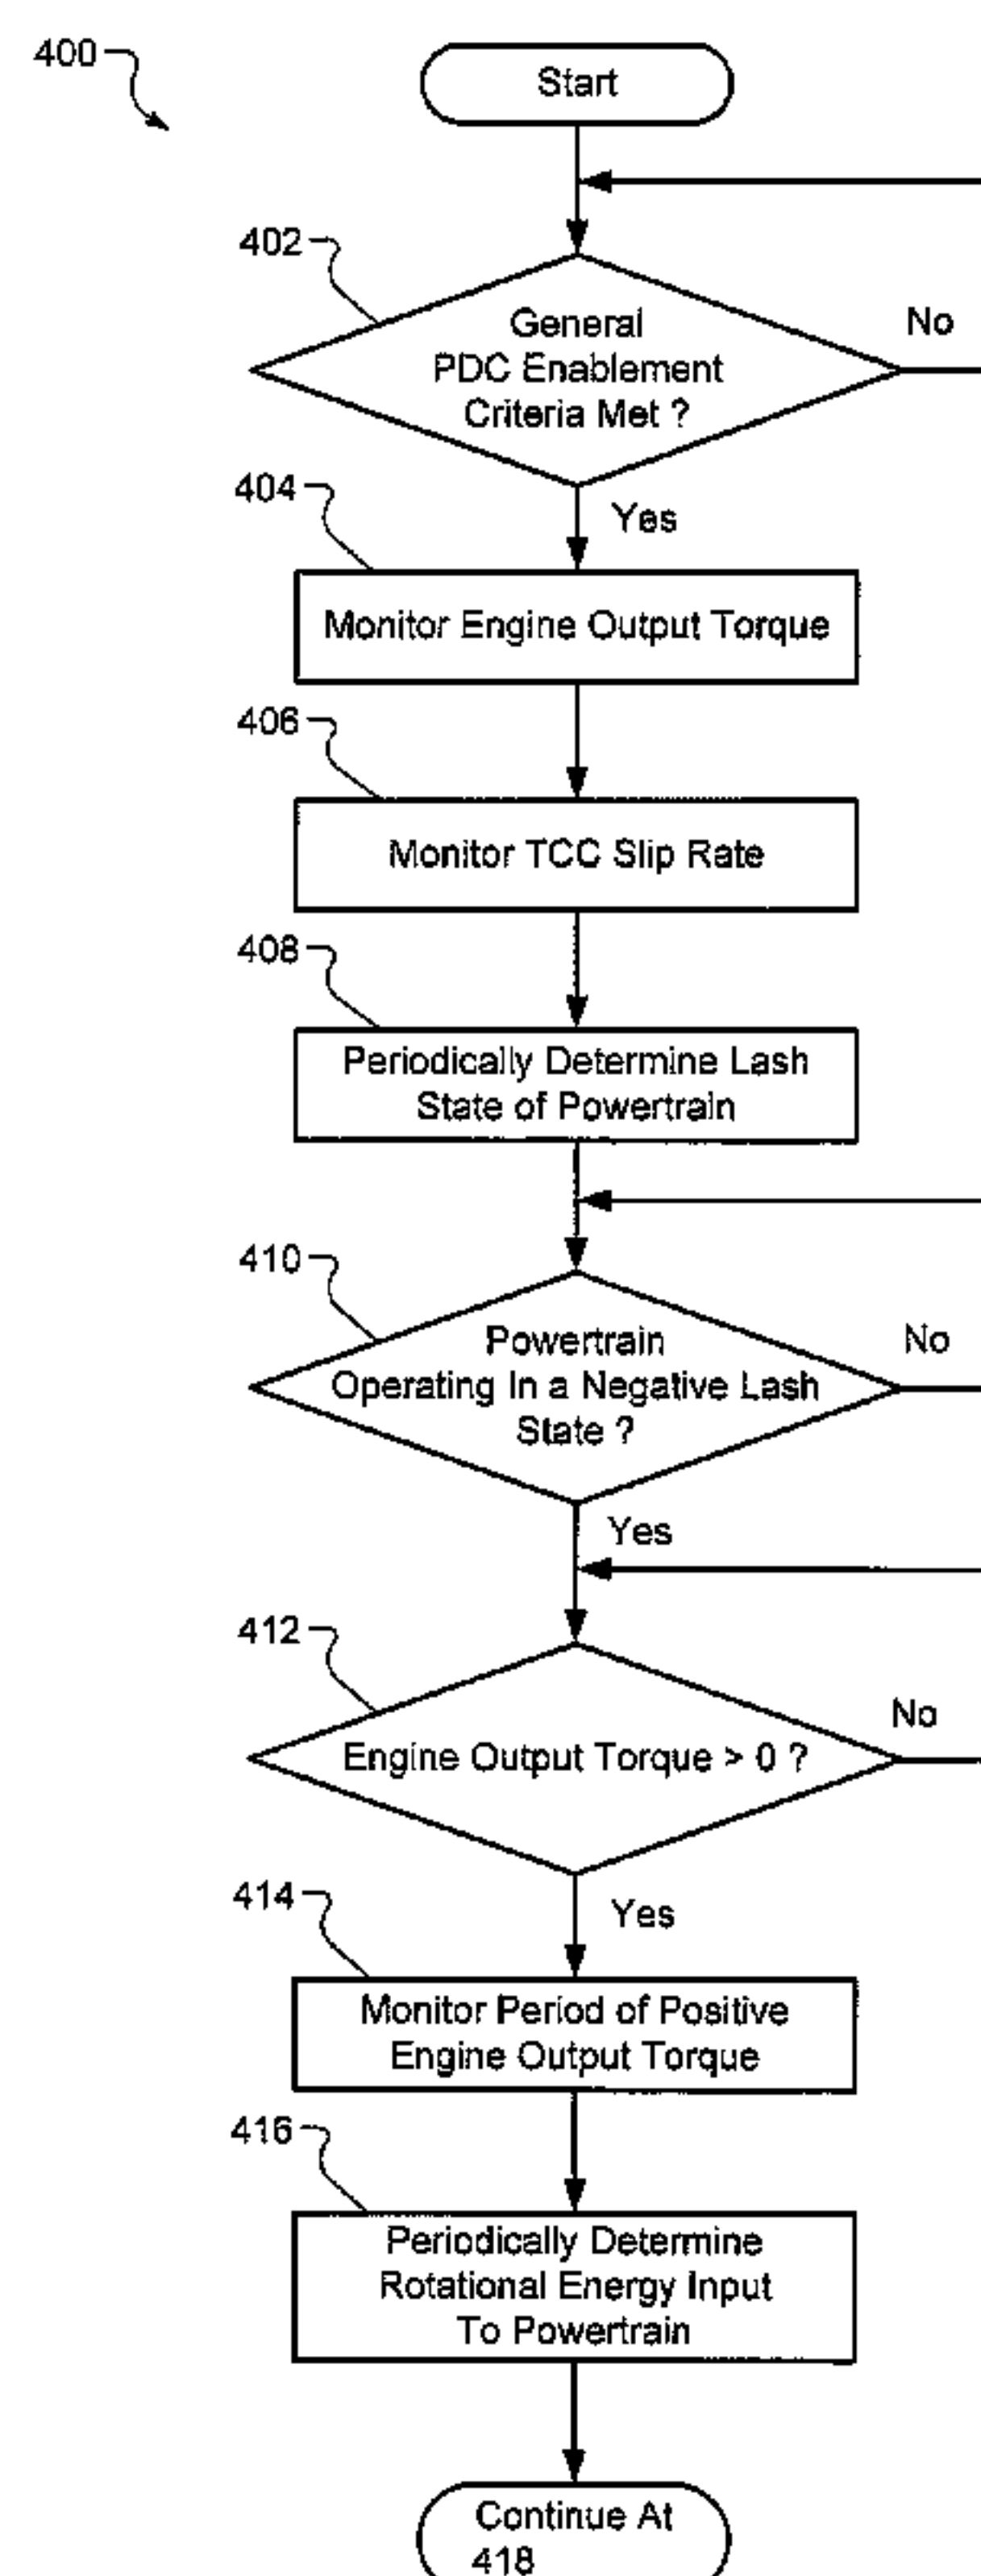 400
Start
402
General
PDC Enablement
Criteria Met ?
No
Yes
404
Monitor Engine Output Torque
406
Monitor TCC Slip Rate
408
Periodically Determine Lash
State of Powertrain
410
Powertrain
Operating In a Negative Lash
State ?
No
Yes
412
Engine Output Torque > 0 ?
No
Yes
414
Monitor Period of Positive
Engine Output Torque
416
Periodically Determine
Rotational Energy Input
To Powertrain
Continue At
418